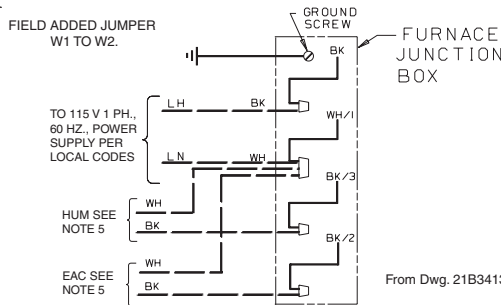 FIELD ADDED JUMPER
W1 TO W2.
GROUND
SCREW
FURNACE
JUNCTION
BOX
BK
LH
BK
TO 115 V 1 PH.,
60 HZ., POWER
SUPPLY PER
LOCAL CODES
WH/1
LN
WH
BK/3
WH
HUM SEE
NOTE 5
BK
BK/2
WH
EAC SEE
NOTE 5
BK
From Dwg. 21B3413